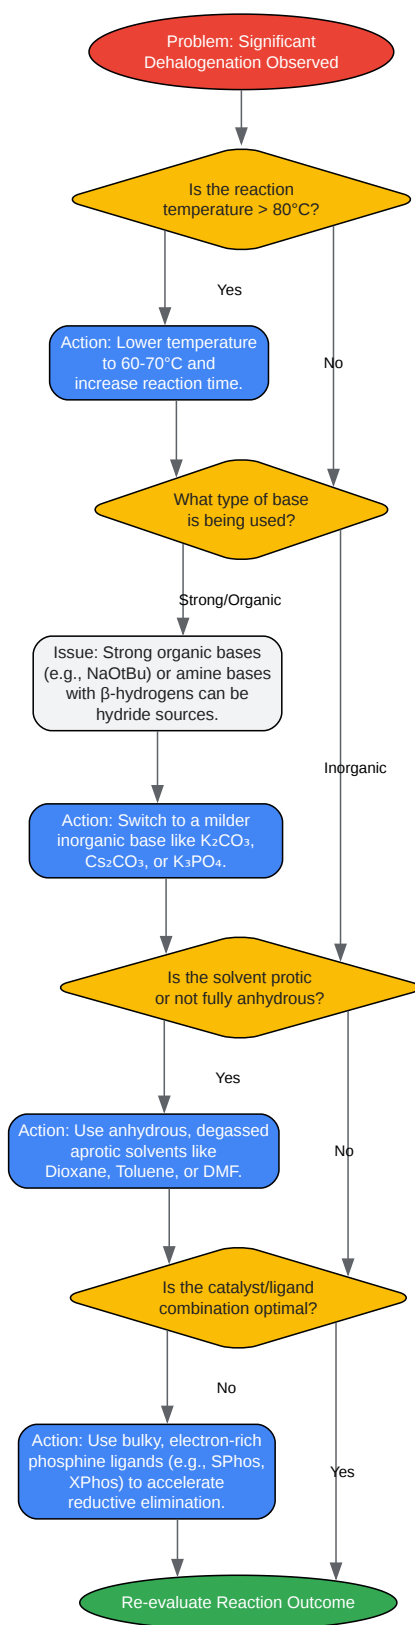 Problem: Significant
Dehalogenation Observed
Is the reaction
temperature > 80°C?
Yes
Action: Lower temperature
to 60-70°C and
increase reaction time.
No
What type of base
is being used?
Strong/Organic
Issue: Strong organic bases
(e.g., NaOtBu) or amine bases
with β-hydrogens can be
hydride sources.
Inorganic
Action: Switch to a milder
inorganic base like K₂CO₃,
Cs₂CO₃, or K₃PO₄.
Is the solvent protic
or not fully anhydrous?
Yes
Action: Use anhydrous, degassed
aprotic solvents like
Dioxane, Toluene, or DMF.
No
Is the catalyst/ligand
combination optimal?
No
Action: Use bulky, electron-rich
phosphine ligands (e.g., SPhos,
XPhos) to accelerate
reductive elimination.
Yes
Re-evaluate Reaction Outcome